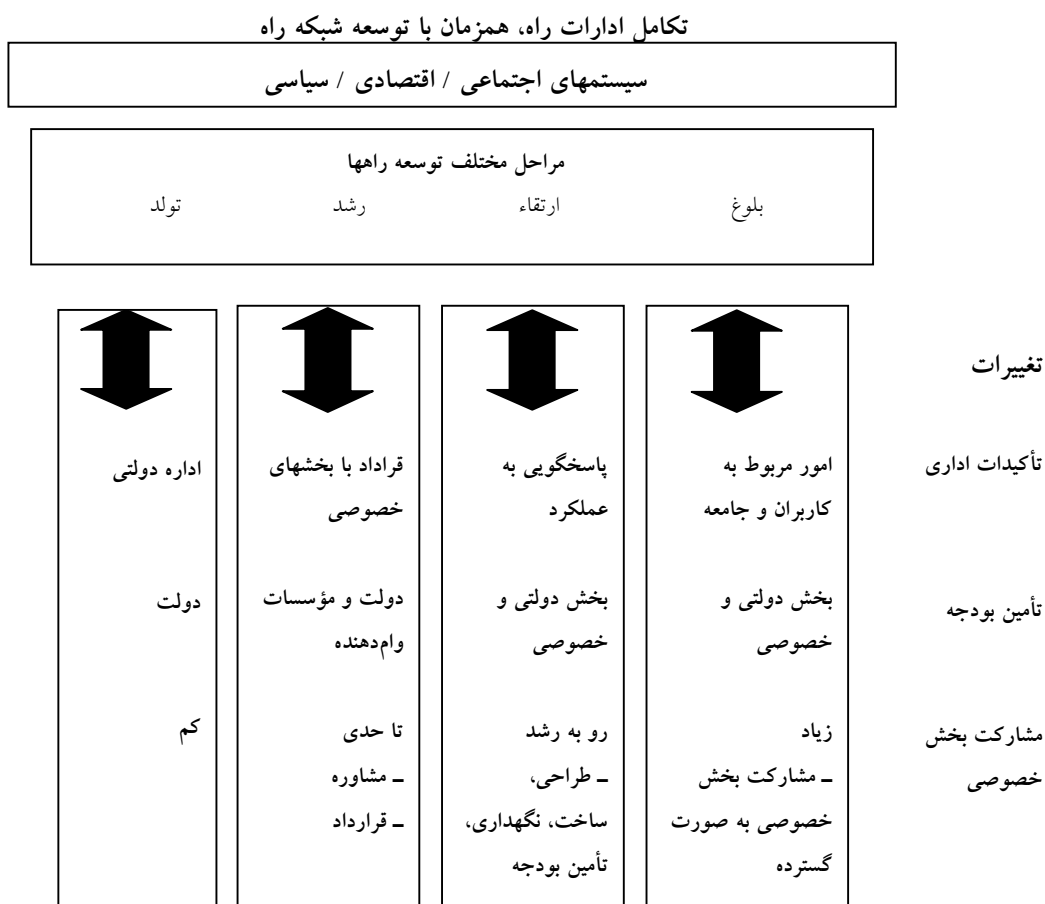 تکامل ادارات راه، همزمان با توسعه شبکه راه
سیستمهای اجتماعی / اقتصادی / سیاسی
مراحل مختلف توسعه راهها
بلوغ
ارتقاء
رشد
تولد
تغییرات
تأکیدات اداری
امور مربوط به
کاربران و جامعه
پاسخگویی به
عملکرد
قراداد با بخشهای
خصوصی
اداره دولتی
تأمین بودجه
بخش دولتی و
خصوصی
بخش دولتی و
خصوصی
دولت و مؤسسات
وام‌دهنده
دولت
مشارکت بخش
خصوصی
زیاد
ـ مشارکت بخش
خصوصی به صورت
گسترده
رو به رشد
ـ طراحی،
ساخت، نگهداری،
تأمین بودجه
تا حدی
ـ مشاوره
ـ قرارداد
کم